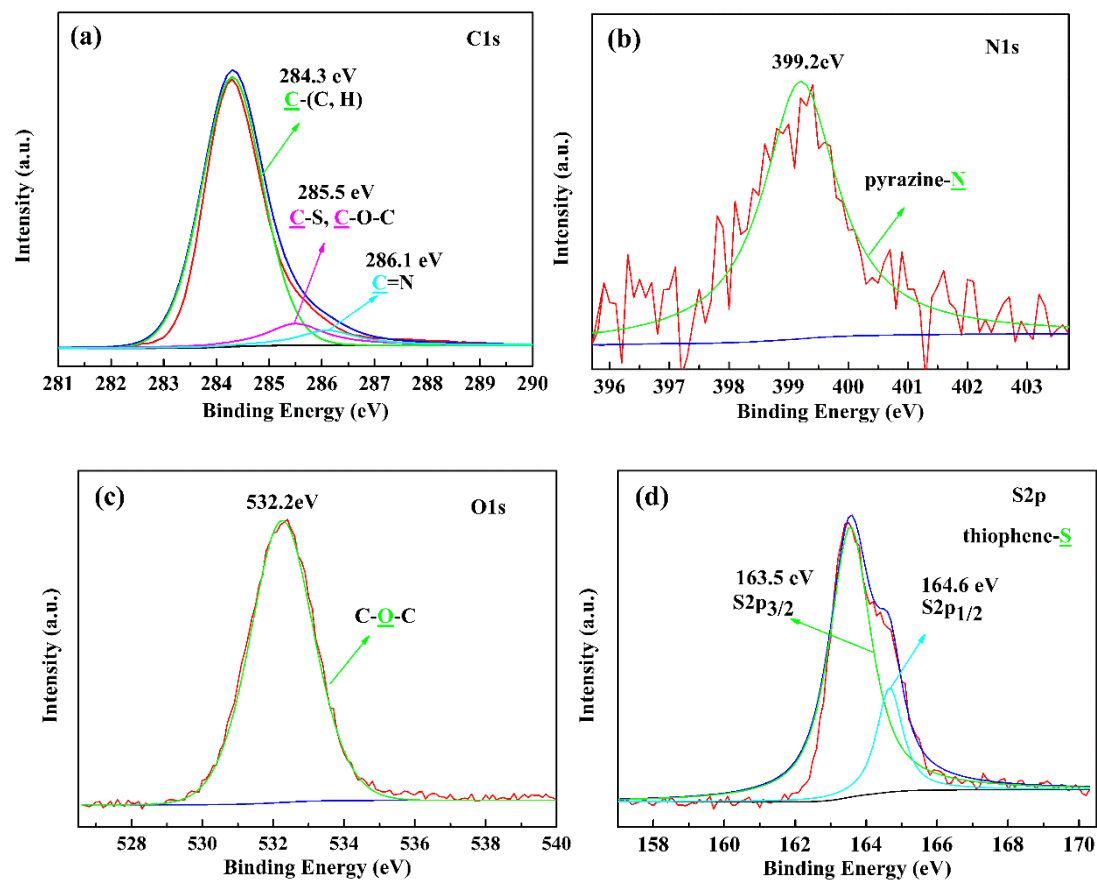 (a)
C1s
284.3 eV
C-(C, H)
285.5 eV
C-S, C-O-C
286.1 eV
C=N
Intensity (a.u.)
281 282 283 284 285 286 287 288 289 290
Binding Energy (eV)
(b)
N1s
399.2eV
pyrazine-N
Intensity (a.u.)
396 397 398 399 400 401 402 403
Binding Energy (eV)
(c)
O1s
532.2eV
C-O-C
Intensity (a.u.)
528 530 532 534 536 538 540
Binding Energy (eV)
(d)
S2p
thiophene-S
163.5 eV
S2p3/2
164.6 eV
S2p1/2
Intensity (a.u.)
158 160 162 164 166 168 170
Binding Energy (eV)